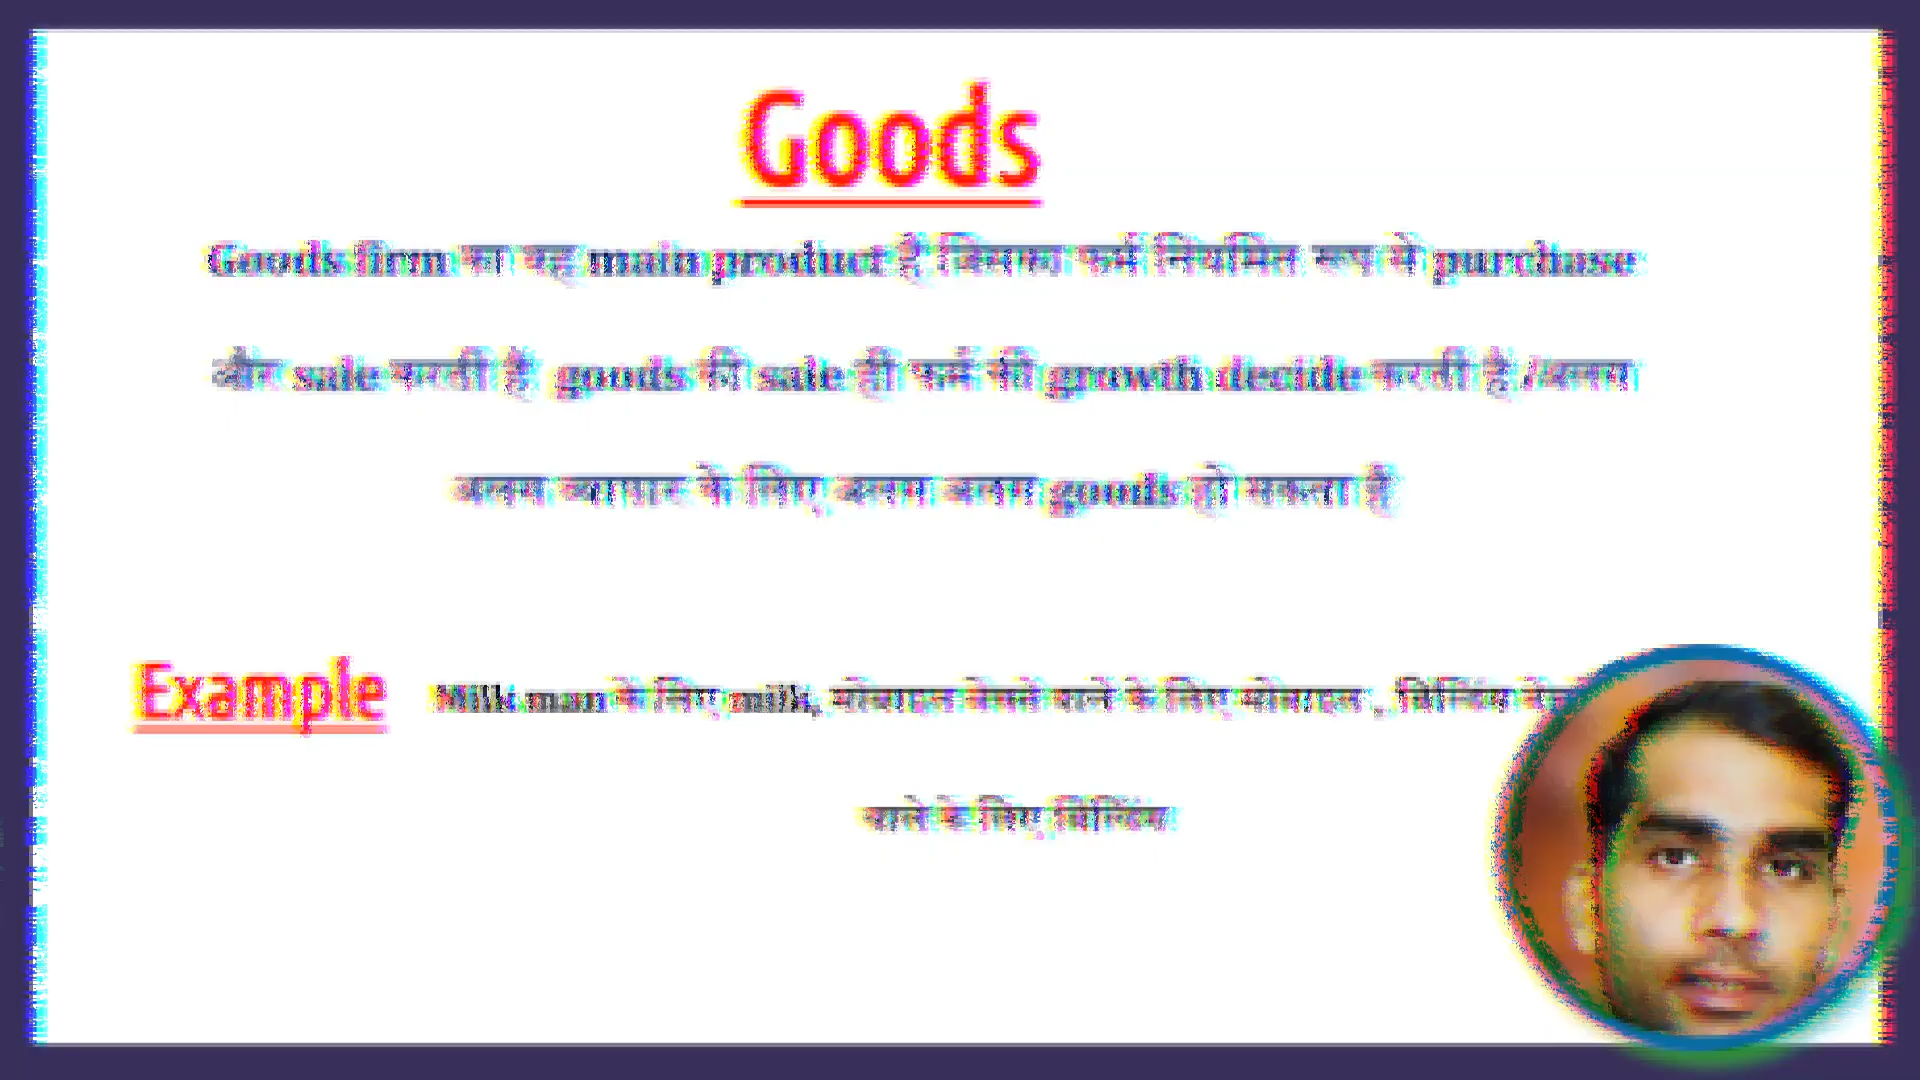 Goods
Goods firm का वह main product है जिसका फर्म नियमित रूप से purchase
और sale करती है goods की sale ही फर्म की growth decide करती है /अलग
अलग व्यापार के लिए अलग अलग goods हो सकता है
Example Milk man के लिए milk, मोबाइल बेचने वाले के लिए मोबाइल , बिल्डिंग बे
वाले के लिए बिल्डिंग